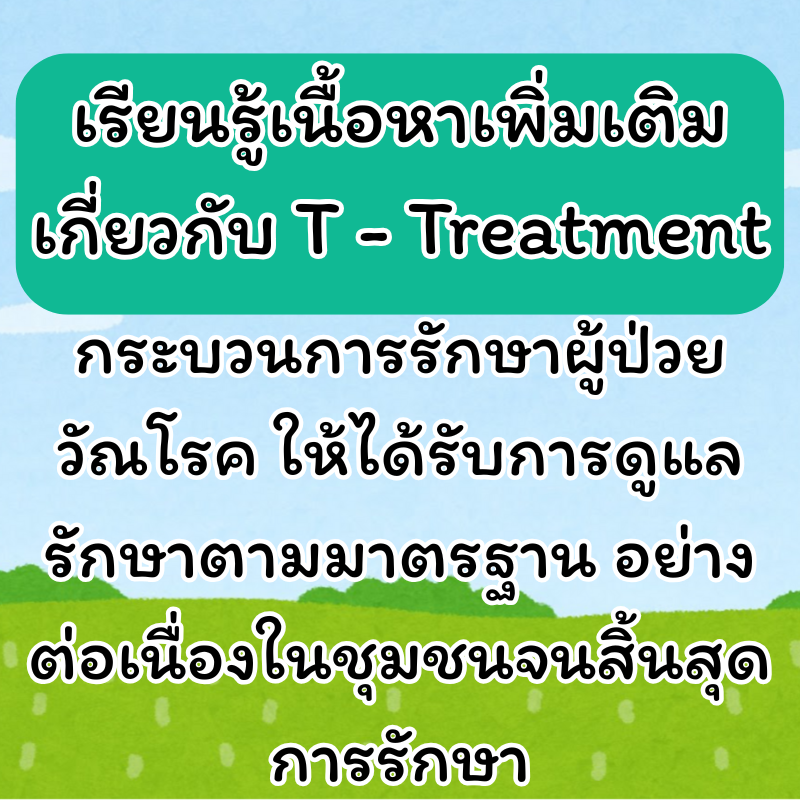 เรียนรู้เนื้อหาเพิ่มเติม
เกี่ยวกับ T - Treatment
กระบวนการรักษาผู้ป่วย
วัณโรค ให้ได้รับการดูแล
รักษาตามมาตรฐาน อย่าง
ต่อเนื่องในชุมชนจนสิ้นสุด
การรักษา